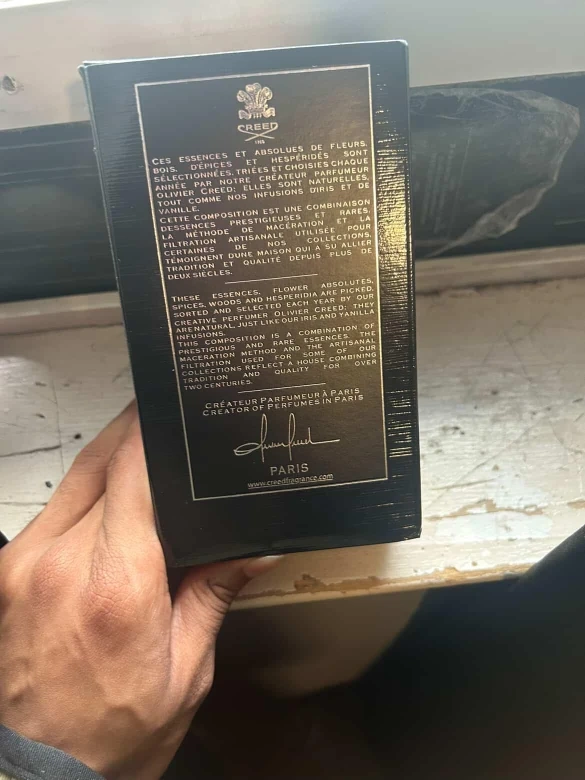 CREED
CES ESSENCES ET ABSOLUES DE FLEURS,
BOIS, D'ÉPICES ET HESPÉRIDÉS SONT
SÉLECTIONNÉES, TRIÉES ET CHOISIES CHAQUE
ANNÉE PAR NOTRE CRÉATEUR PARFUMEUR
OLIVIER CREED; ELLES SONT NATURELLES,
TOUT COMME NOS INFUSIONS D'IRIS ET DE
VANILLE.
CETTE COMPOSITION EST UNE COMBINAISON
D'ESSENCES PRESTIGIEUSES ET RARES.
LA MÉTHODE DE MACÉRATION ET LA
FILTRATION ARTISANALE UTILISÉE POUR
CERTAINES DE NOS COLLECTIONS,
TÉMOIGNENT D'UNE MAISON QUI A SU ALLIER
TRADITION ET QUALITÉ DEPUIS PLUS DE
DEUX SIÈCLES.
THESE ESSENCES, FLOWER ABSOLUTES,
SPICES, WOODS AND HESPERIDIA ARE PICKED,
SORTED AND SELECTED EACH YEAR BY OUR
CREATIVE PERFUMER OLIVIER CREED; THEY
ARE NATURAL, JUST LIKE OUR IRIS AND VANILLA
INFUSIONS.
THIS COMPOSITION IS A COMBINATION OF
PRESTIGIOUS AND RARE ESSENCES. THE
MACERATION METHOD AND THE ARTISANAL
FILTRATION USED FOR SOME OF OUR
COLLECTIONS REFLECT A HOUSE COMBINING
TRADITION AND QUALITY FOR OVER
TWO CENTURIES.
CRÉATEUR PARFUMEUR À PARIS
CREATOR OF PERFUMES IN PARIS
PARIS
www.creedfragrance.com